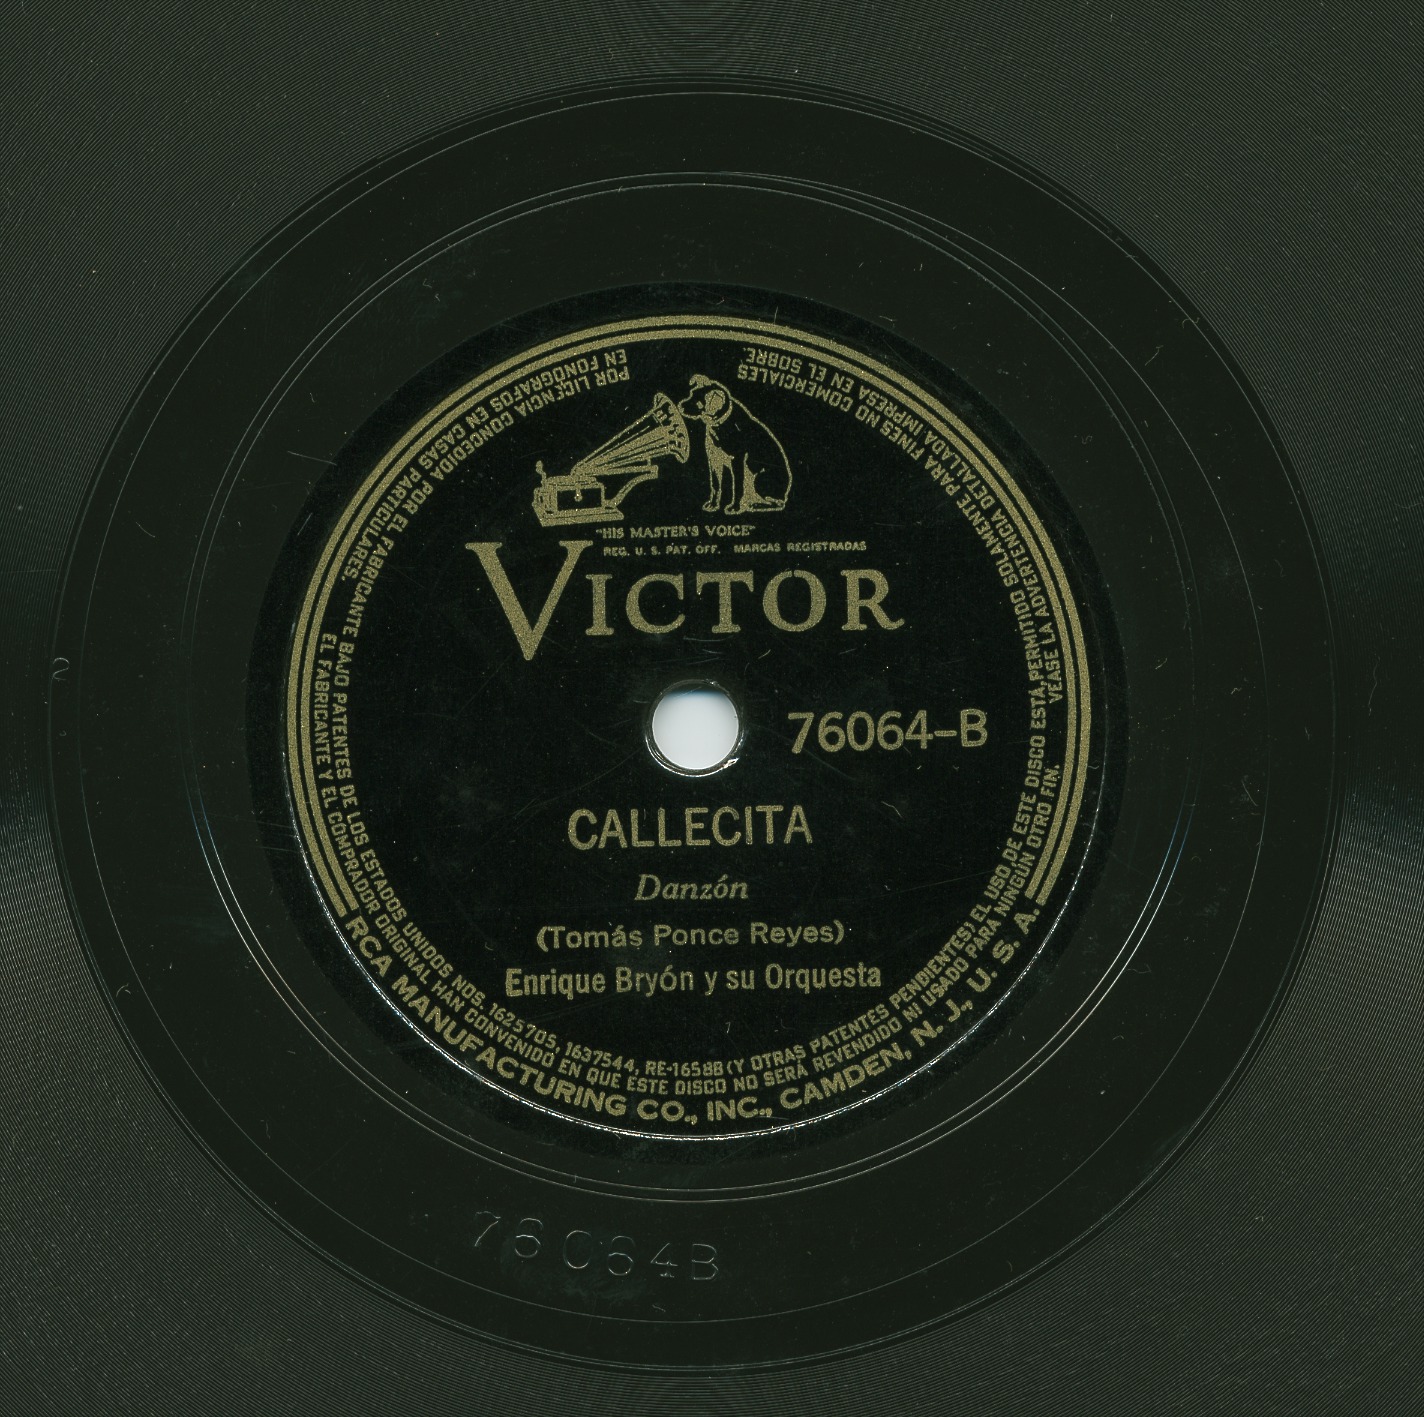 "HIS MASTER'S VOICE"
REG. U. S. PAT. OFF. MARCAS REGISTRADAS
VICTOR
76064-B
CALLECITA
Danzón
(Tomás Ponce Reyes)
Enrique Bryón y su Orquesta
POR LICENCIA CONCEDIDA POR EL FABRICANTE BAJO PATENTES DE LOS ESTADOS UNIDOS NOS. 1625705, 1637544, RE-16588 (Y OTRAS PATENTES PENDIENTES) EL USO DE ESTE DISCO ESTÁ PERMITIDO SOLAMENTE PARA FINES NO COMERCIALES
EN FONOGRAFOS EN CASAS PARTICULARES. EL FABRICANTE Y EL COMPRADOR ORIGINAL HAN CONVENIDO EN QUE ESTE DISCO NO SERÁ REVENDIDO NI USADO PARA NINGÚN OTRO FIN. VÉASE LA ADVERTENCIA DETALLADA IMPRESA EN EL SOBRE.
RCA MANUFACTURING CO., INC., CAMDEN, N. J., U. S. A.
76064B